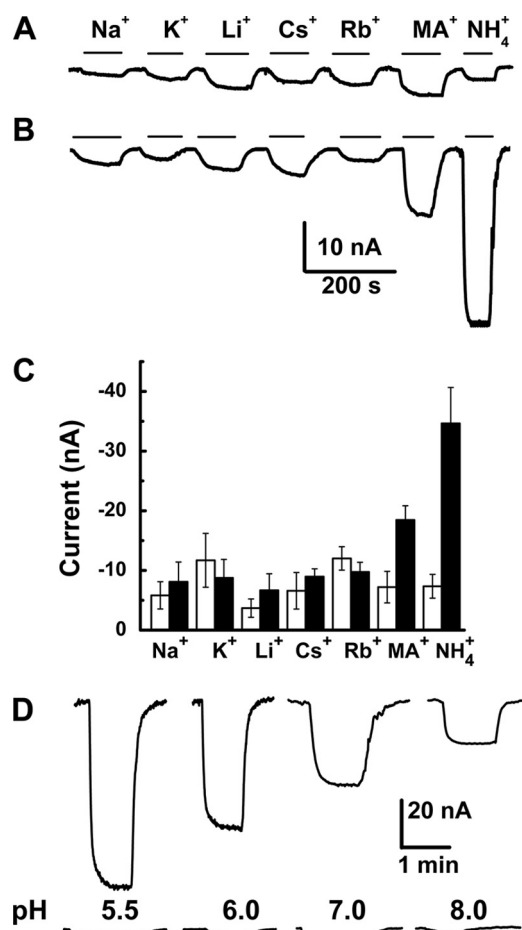 A Na+ K+ Li+ Cs+ Rb+ MA+ NH4+
B
10 nA
200 s
C
Current (nA)
-40
-30
-20
-10
0
Na+ K+ Li+ Cs+ Rb+ MA+ NH4+
D
20 nA
1 min
pH 5.5 6.0 7.0 8.0